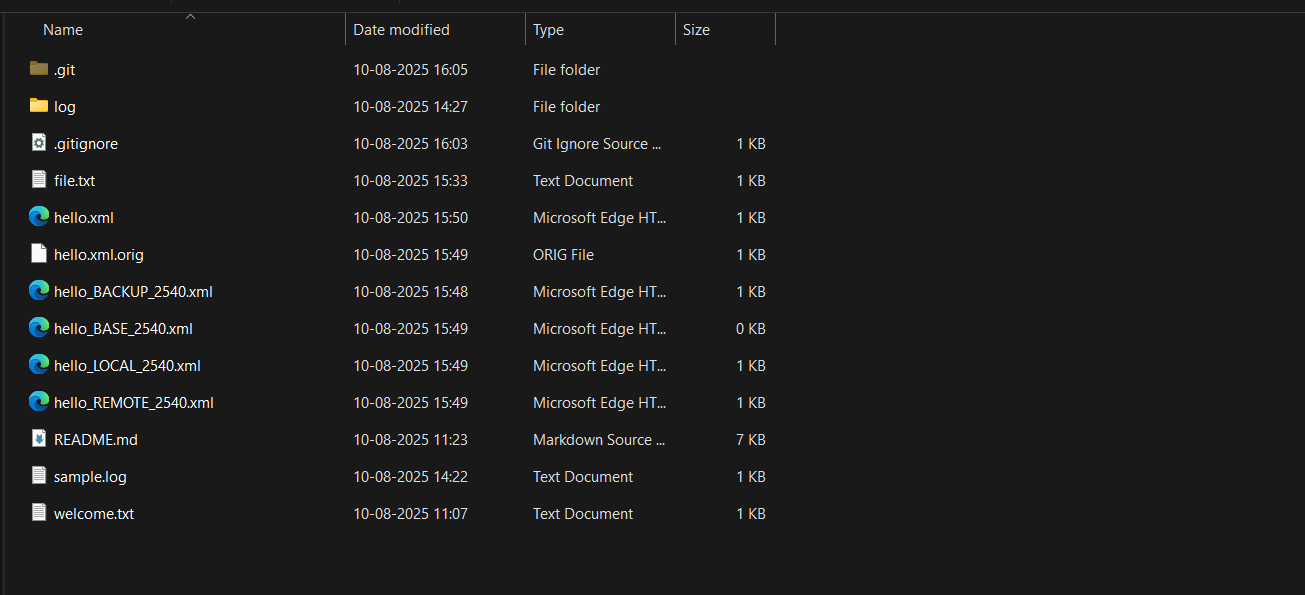 Name Date modified Type Size
.git 10-08-2025 16:05 File folder
log 10-08-2025 14:27 File folder
.gitignore 10-08-2025 16:03 Git Ignore Source ... 1 KB
file.txt 10-08-2025 15:33 Text Document 1 KB
hello.xml 10-08-2025 15:50 Microsoft Edge HT... 1 KB
hello.xml.orig 10-08-2025 15:49 ORIG File 1 KB
hello_BACKUP_2540.xml 10-08-2025 15:48 Microsoft Edge HT... 1 KB
hello_BASE_2540.xml 10-08-2025 15:49 Microsoft Edge HT... 0 KB
hello_LOCAL_2540.xml 10-08-2025 15:49 Microsoft Edge HT... 1 KB
hello_REMOTE_2540.xml 10-08-2025 15:49 Microsoft Edge HT... 1 KB
README.md 10-08-2025 11:23 Markdown Source ... 7 KB
sample.log 10-08-2025 14:22 Text Document 1 KB
welcome.txt 10-08-2025 11:07 Text Document 1 KB